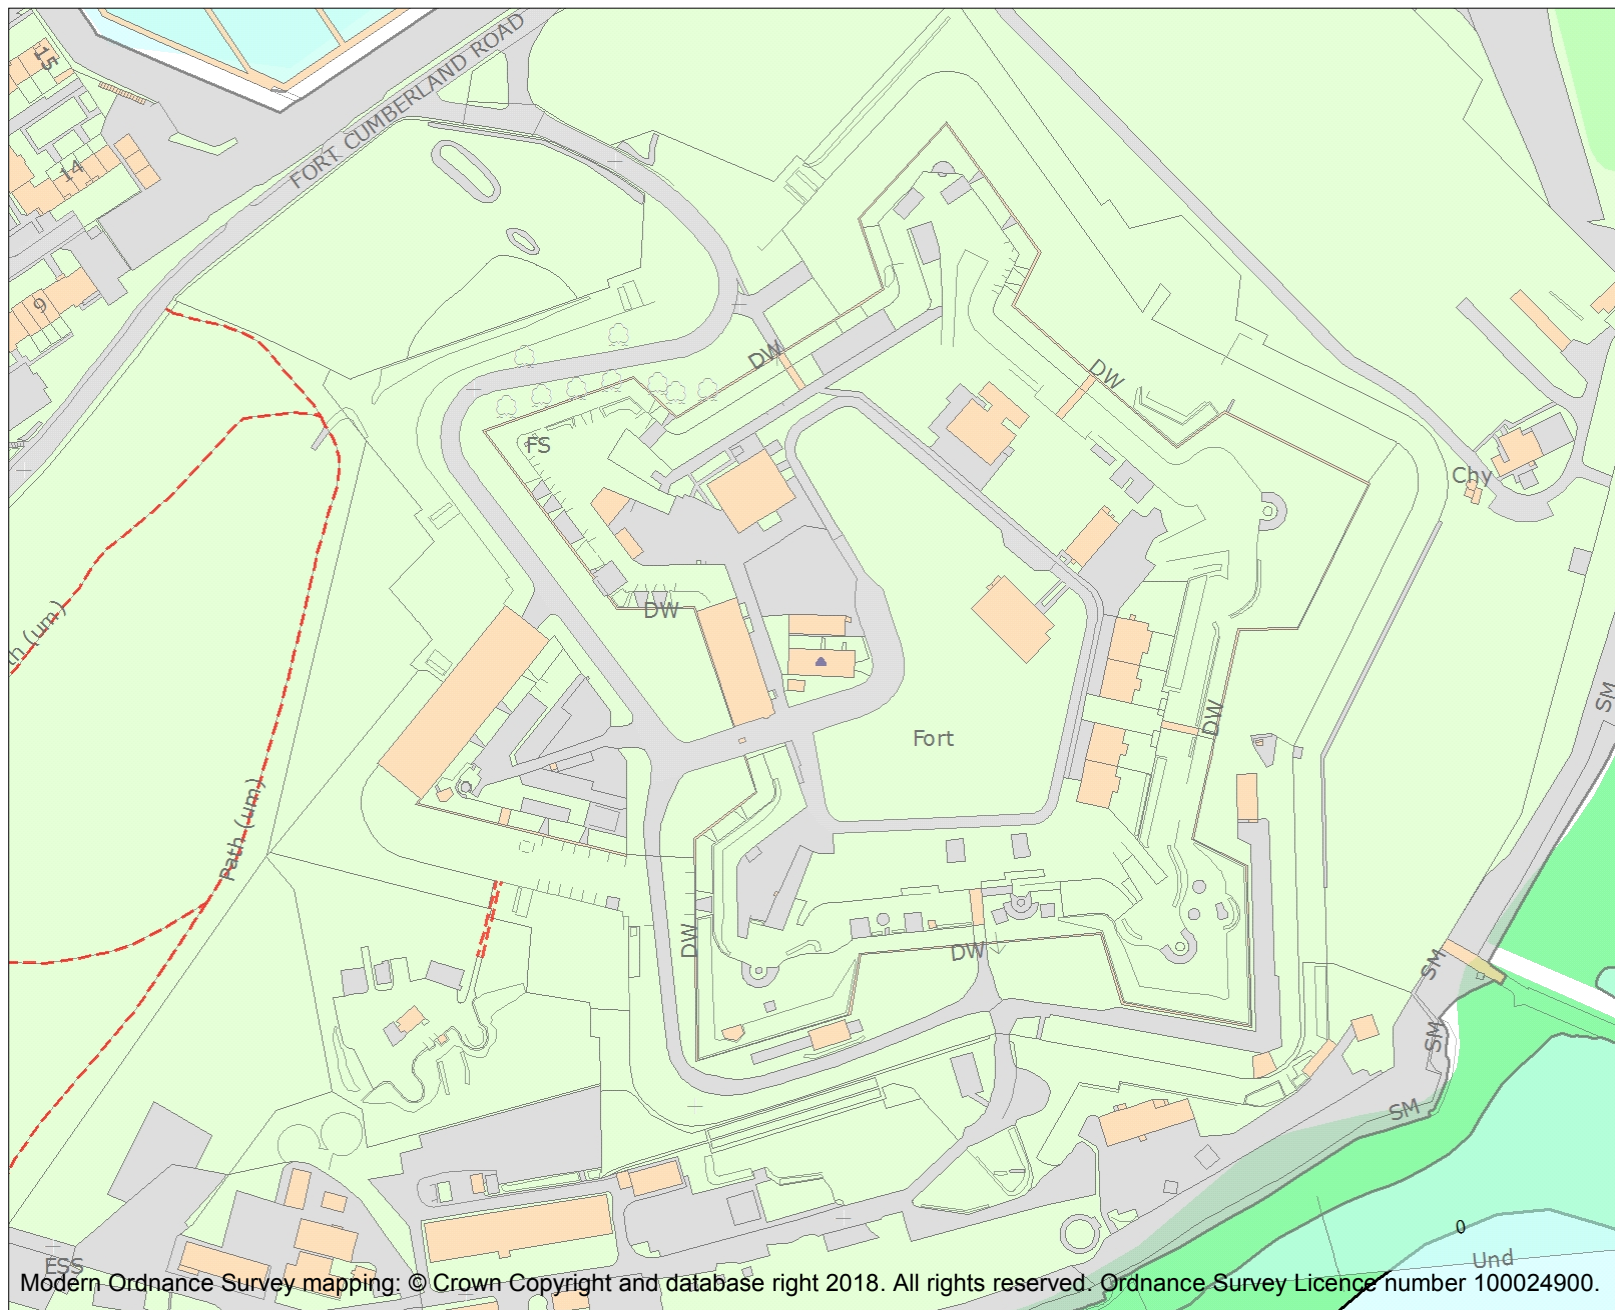 15
FORT CUMBERLAND ROAD
14
9
DW
DW
FS
Chy
DW
th (um)
DW
SM
Fort
Path (um)
DW
DW
SM
SM
SM
0
Und
ESS
Modern Ordnance Survey mapping: © Crown Copyright and database right 2018. All rights reserved. Ordnance Survey Licence number 100024900.